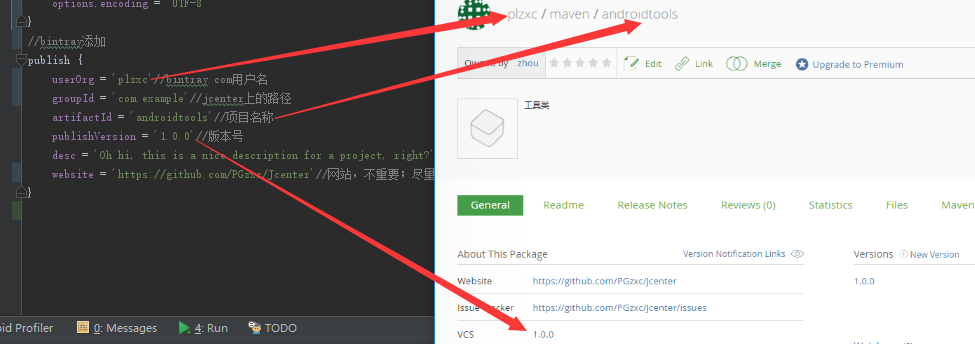 options.encoding = "UTF-8"
}
//bintray添加
publish {
userOrg = 'plzxc'//bintray.com用户名
groupId = 'com.example'//jcenter上的路径
artifactId = 'androidtools'//项目名称
publishVersion = '1.0.0'//版本号
desc = 'Oh hi, this is a nice description for a project, right?'
website = 'https://github.com/PGzxc/Jcenter'//网站，不重要；尽量
}
oid Profiler
0: Messages
4: Run
TODO
plzxc / maven / androidtools
Owned by zhou
Edit
Link
Merge
Upgrade to Premium
工具类
General
Readme
Release Notes
Reviews (0)
Statistics
Files
Maven
About This Package
Version Notification Links
Versions
New Version
Website
https://github.com/PGzxc/Jcenter
1.0.0
Issue Tracker
https://github.com/PGzxc/Jcenter/issues
VCS
1.0.0